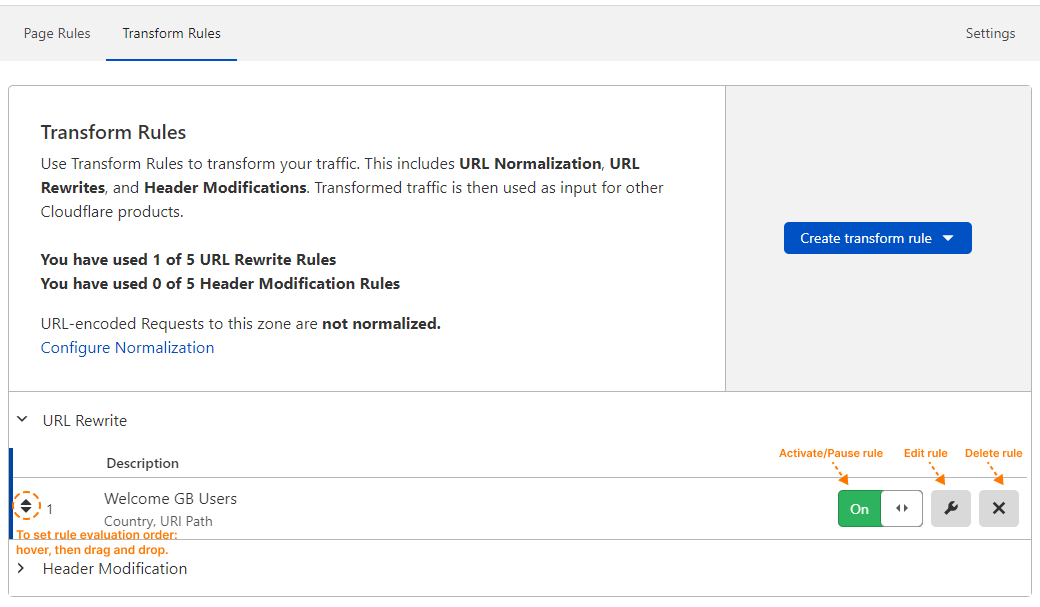 Page Rules
Transform Rules
Settings
Transform Rules
Use Transform Rules to transform your traffic. This includes URL Normalization, URL
Rewrites, and Header Modifications. Transformed traffic is then used as input for other
Cloudflare products.
You have used 1 of 5 URL Rewrite Rules
You have used 0 of 5 Header Modification Rules
URL-encoded Requests to this zone are not normalized.
Configure Normalization
Create transform rule
URL Rewrite
Description
Activate/Pause rule
Edit rule
Delete rule
1
Welcome GB Users
Country, URI Path
On
To set rule evaluation order:
hover, then drag and drop.
Header Modification